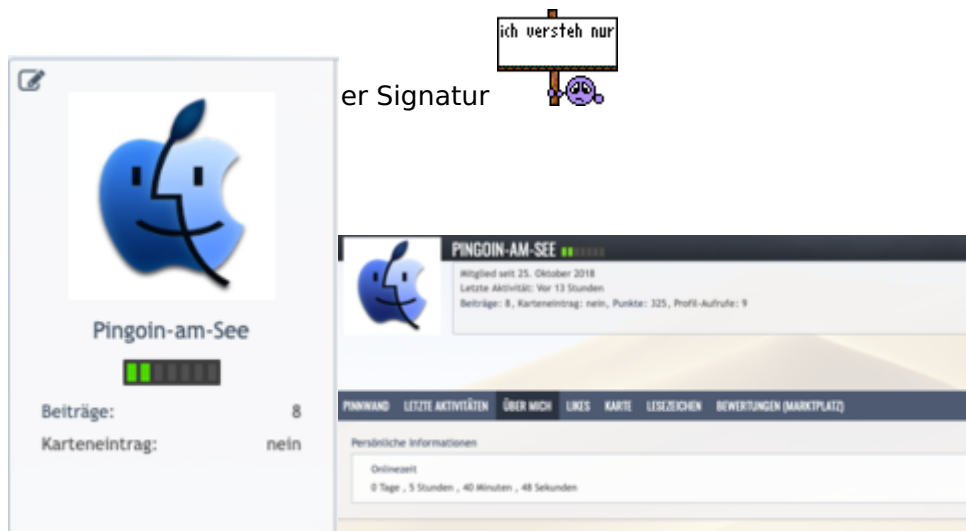 ich versteh nur
er Signatur
Pingoin-am-See
Beiträge: 8
Karteneintrag: nein
PINGOIN-AM-SEE
Mitglied seit 25. Oktober 2018
Letzte Aktivität: Vor 13 Stunden
Beiträge: 8, Karteneintrag: nein, Punkte: 325, Profil-Aufrufe: 9
PINNWAND LETZTE AKTIVITÄTEN ÜBER MICH LIKES KARTE LESEZEICHEN BEWERTUNGEN (MARKTPLATZ)
Persönliche Informationen
Onlinezeit
0 Tage , 5 Stunden , 40 Minuten , 48 Sekunden